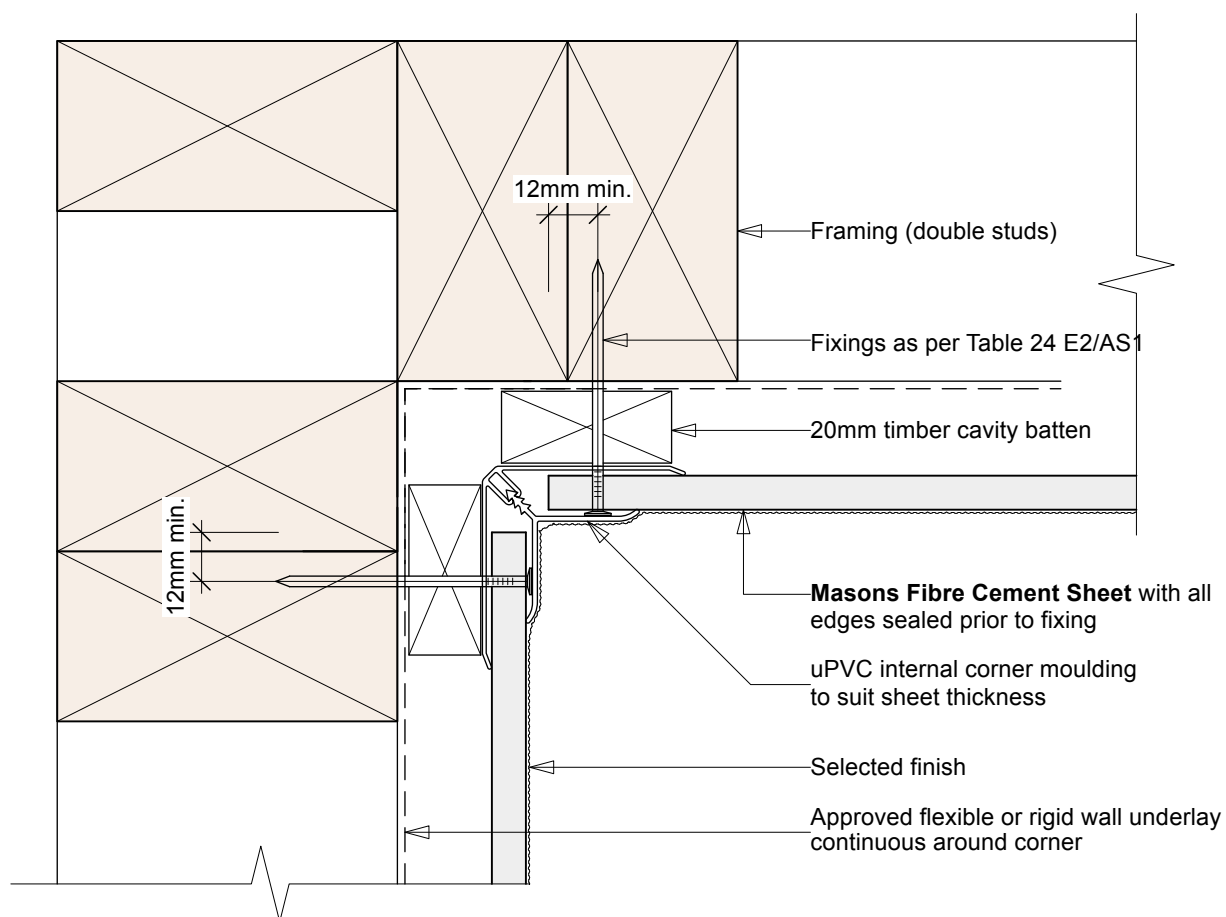 12mm min.
Framing (double studs)
Fixings as per Table 24 E2/AS1
20mm timber cavity batten
12mm min.
Masons Fibre Cement Sheet with all
edges sealed prior to fixing
uPVC internal corner moulding
to suit sheet thickness
Selected finish
Approved flexible or rigid wall underlay
continuous around corner